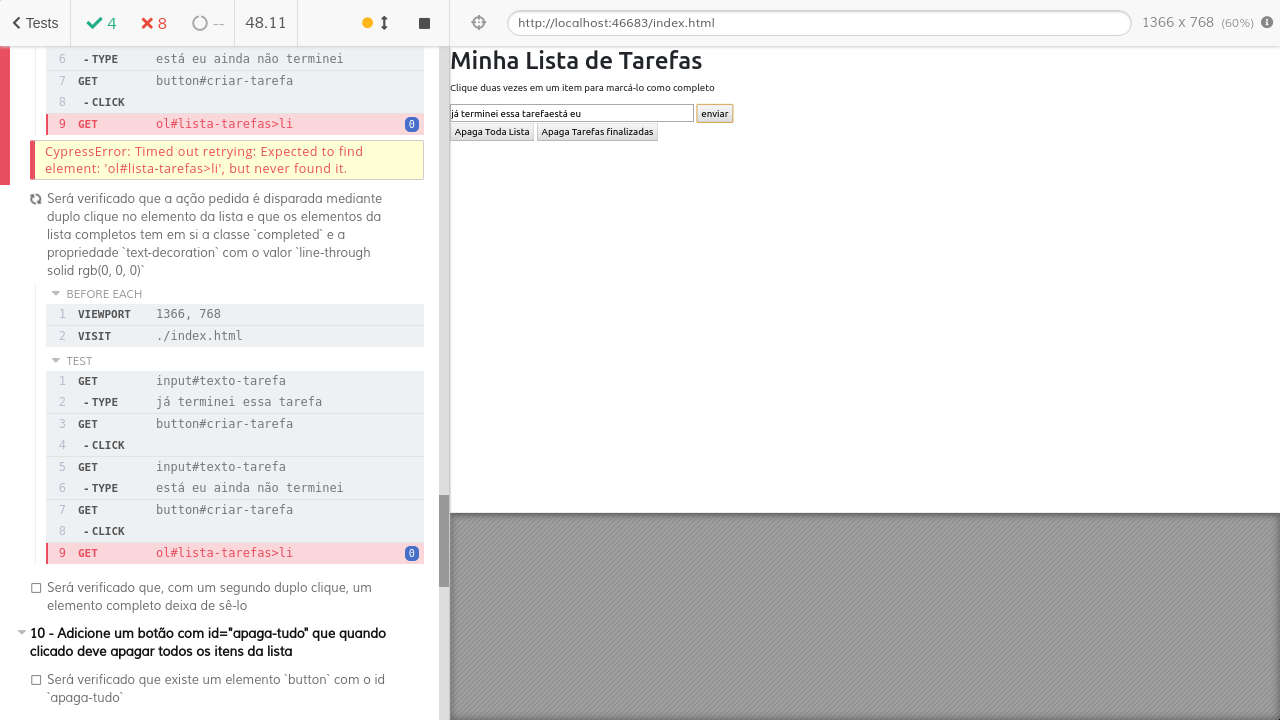 Tests 4 8 -- 48.11
http://localhost:46683/index.html 1366 x 768 (60%)
6 - TYPE está eu ainda não terminei
7 GET button#criar-tarefa
8 - CLICK
9 GET ol#lista-tarefas>li 0
CypressError: Timed out retrying: Expected to find
element: 'ol#lista-tarefas>li', but never found it.
Será verificado que a ação pedida é disparada mediante
duplo clique no elemento da lista e que os elementos da
lista completos tem em si a classe `completed` e a
propriedade `text-decoration` com o valor `line-through
solid rgb(0, 0, 0)`
BEFORE EACH
1 VIEWPORT 1366, 768
2 VISIT ./index.html
TEST
1 GET input#texto-tarefa
2 - TYPE já terminei essa tarefa
3 GET button#criar-tarefa
4 - CLICK
5 GET input#texto-tarefa
6 - TYPE está eu ainda não terminei
7 GET button#criar-tarefa
8 - CLICK
9 GET ol#lista-tarefas>li 0
Será verificado que, com um segundo duplo clique, um
elemento completo deixa de sê-lo
10 - Adicione um botão com id="apaga-tudo" que quando
clicado deve apagar todos os itens da lista
Será verificado que existe um elemento `button` com o id
`apaga-tudo`
Minha Lista de Tarefas
Clique duas vezes em um item para marcá-lo como completo
já terminei essa tarefaestá eu enviar
Apaga Toda Lista Apaga Tarefas finalizadas